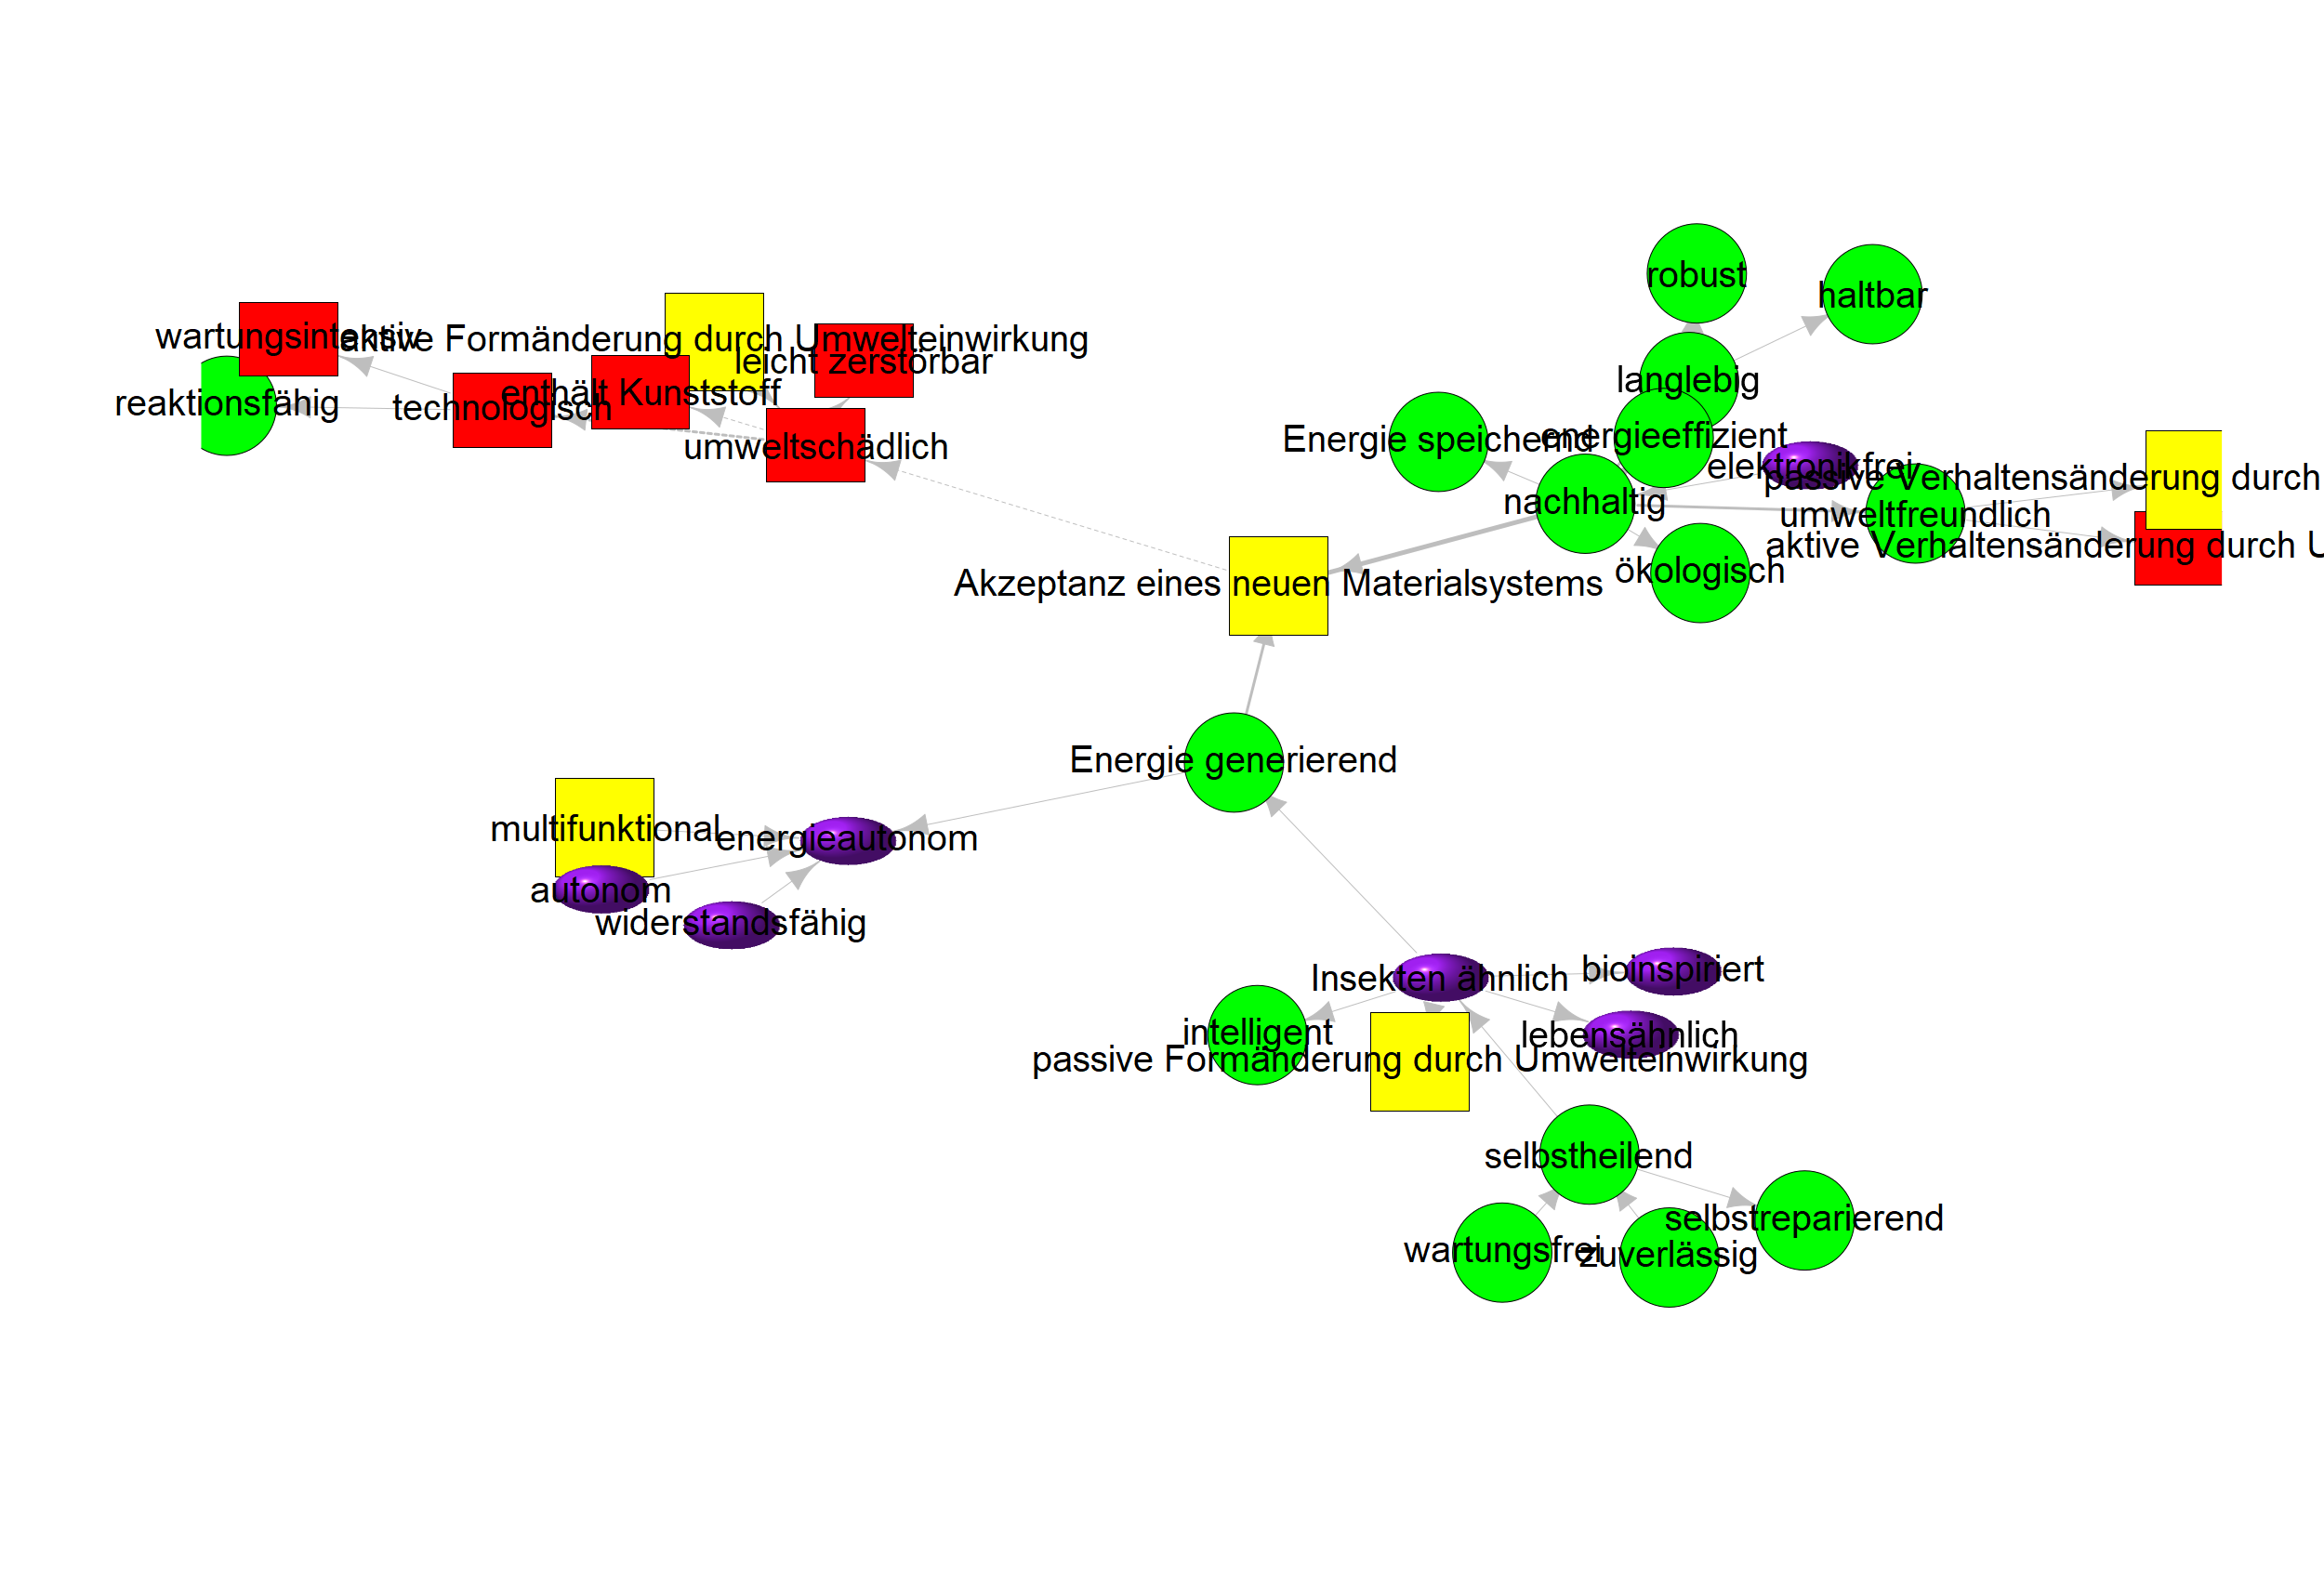 robust
haltbar
wartungsintensiv
aktive Formänderung durch Umwelteinwirkung
leicht zerstörbar
langlebig
enthält Kunststoff
reaktionsfähig
technologisch
umweltschädlich
Energie speichernd
energieeffizient
elektronikfrei
passive Verhaltensänderung durch
nachhaltig
umweltfreundlich
aktive Verhaltensänderung durch U
ökologisch
Akzeptanz eines neuen Materialsystems
Energie generierend
multifunktional
energieautonom
autonom
widerstandsfähig
Insekten ähnlich
bioinspiriert
intelligent
lebensähnlich
passive Formänderung durch Umwelteinwirkung
selbstheilend
selbstreparierend
wartungsfrei
zuverlässig